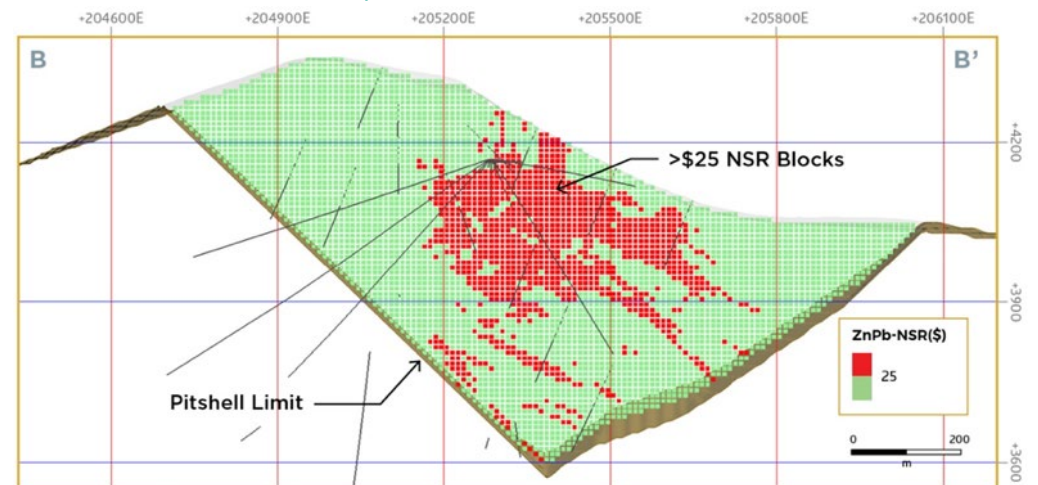 +204600E +204900E +205200E +205500E +205800E +206100E
B B'
+4200
>$25 NSR Blocks
+3900
ZnPb-NSR($)
25
Pitshell Limit
0 200
m
+3600